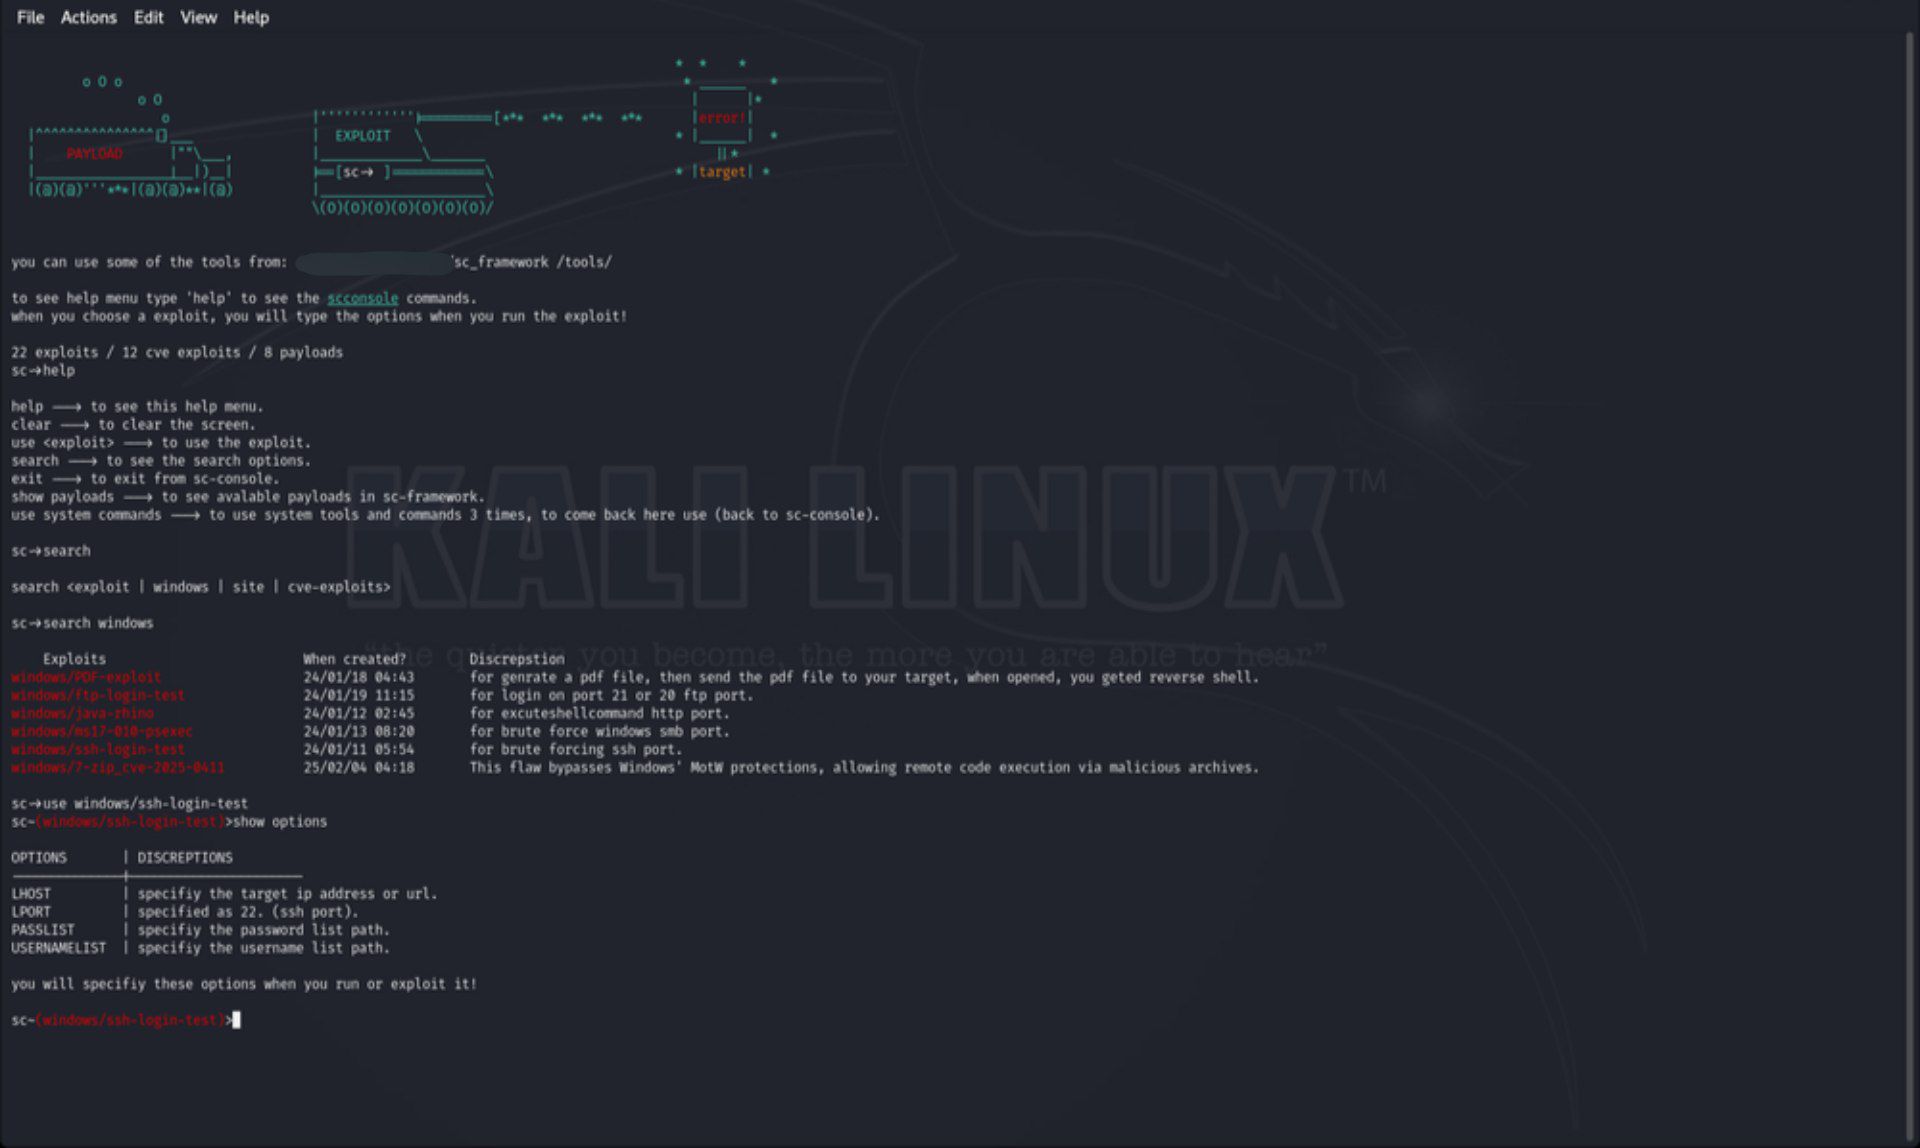 File Actions Edit View Help
PAYLOAD
EXPLOIT
[sc→ ]
error!
|target|
you can use some of the tools from: sc_framework /tools/
to see help menu type 'help' to see the scconsole commands.
when you choose a exploit, you will type the options when you run the exploit!
22 exploits / 12 cve exploits / 8 payloads
sc→help
help ⟶ to see this help menu.
clear ⟶ to clear the screen.
use <exploit> ⟶ to use the exploit.
search ⟶ to see the search options.
exit ⟶ to exit from sc-console.
show payloads ⟶ to see avalable payloads in sc-framework.
use system commands ⟶ to use system tools and commands 3 times, to come back here use (back to sc-console).
sc→search
search <exploit | windows | site | cve-exploits>
sc→search windows
Exploits When created? Discrepstion
windows/PDF-exploit 24/01/18 04:43 for genrate a pdf file, then send the pdf file to your target, when opened, you geted reverse shell.
windows/ftp-login-test 24/01/19 11:15 for login on port 21 or 20 ftp port.
windows/java-rhino 24/01/12 02:45 for excuteshellcommand http port.
windows/ms17-010-psexec 24/01/13 08:20 for brute force windows smb port.
windows/ssh-login-test 24/01/11 05:54 for brute forcing ssh port.
windows/7-zip_cve-2025-0411 25/02/04 04:18 This flaw bypasses Windows' MotW protections, allowing remote code execution via malicious archives.
sc→use windows/ssh-login-test
sc~(windows/ssh-login-test)>show options
OPTIONS | DISCREPTIONS
LHOST | specifiy the target ip address or url.
LPORT | specified as 22. (ssh port).
PASSLIST | specifiy the password list path.
USERNAMELIST | specifiy the username list path.
you will specifiy these options when you run or exploit it!
sc~(windows/ssh-login-test)>
KALI LINUX™
"the quieter you become, the more you are able to hear"